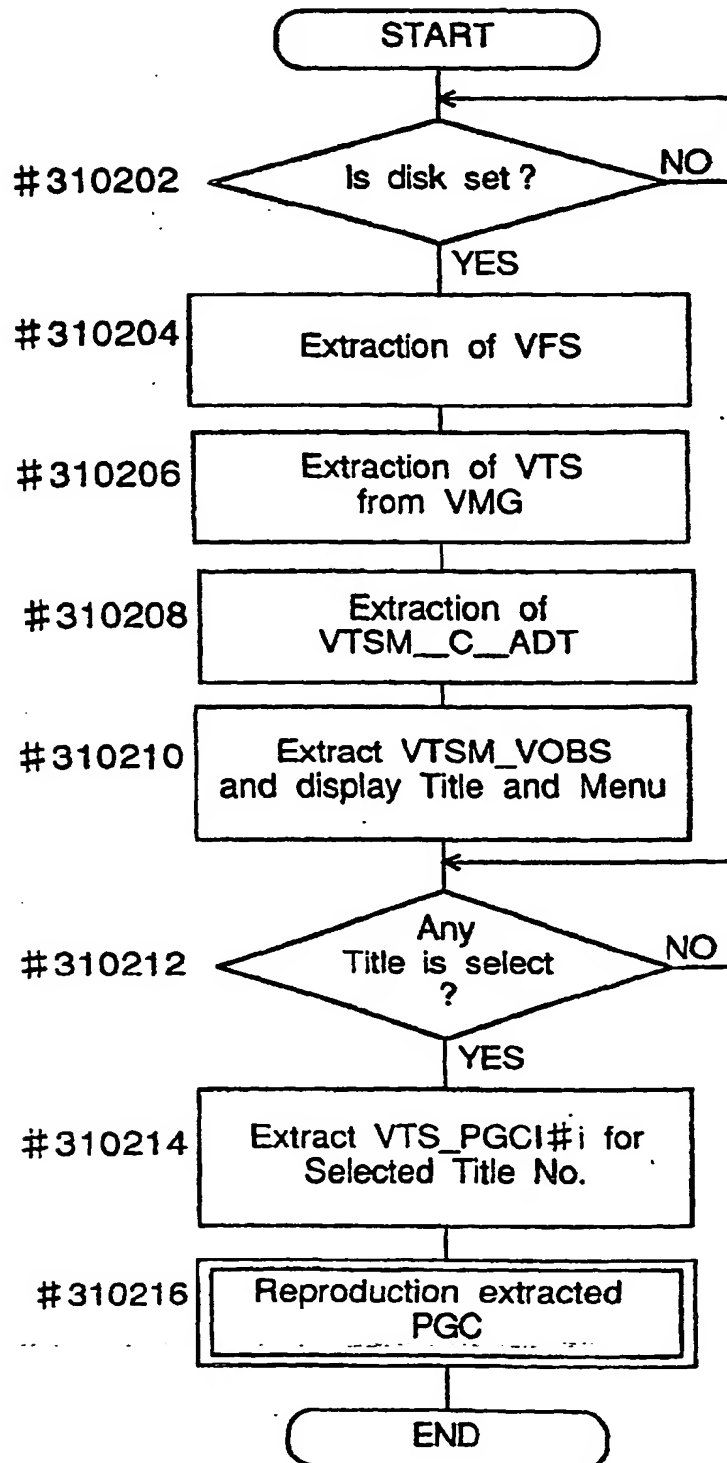 START
#310202
Is disk set?
NO
YES
#310204
Extraction of VFS
#310206
Extraction of VTS
from VMG
#310208
Extraction of
VTSM__C__ADT
#310210
Extract VTSM_VOBS
and display Title and Menu
Any
#310212
Title is select
NO
?
YES
#310214
Extract VTS_PGCI#i for
Selected Title No.
#310216
Reproduction extracted
PGC
END